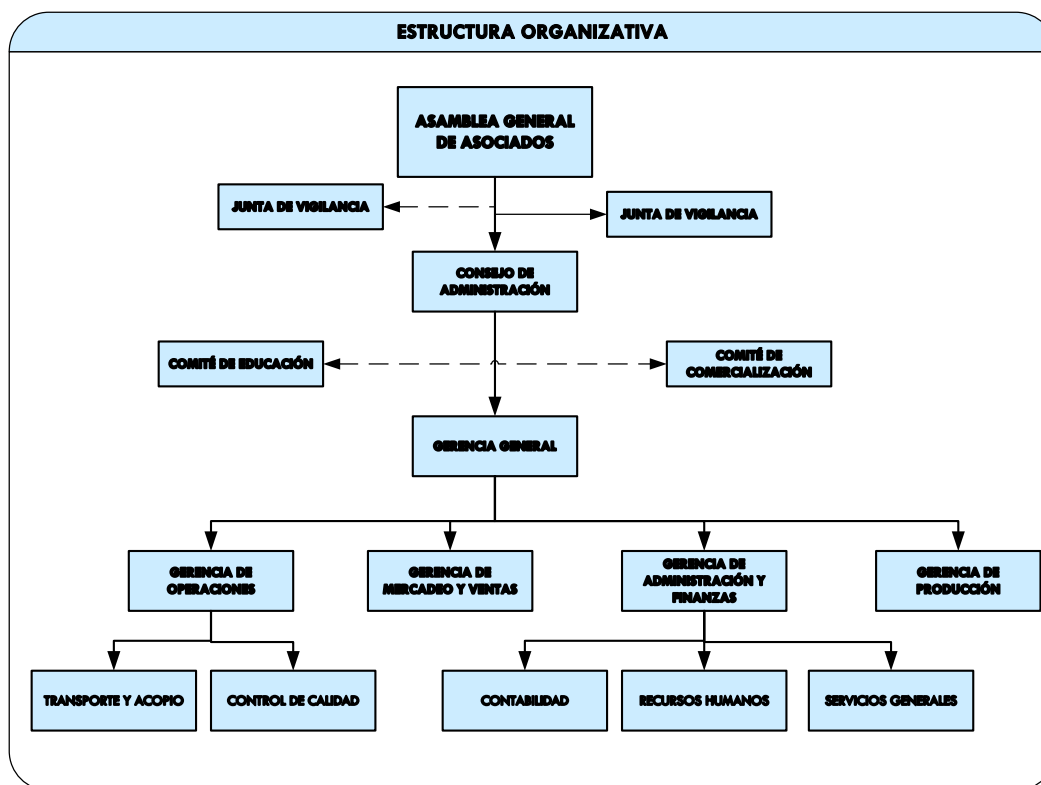 ESTRUCTURA ORGANIZATIVA
ASAMBLEA GENERAL
DE ASOCIADOS
JUNTA DE VIGILANCIA
JUNTA DE VIGILANCIA
CONSEJO DE
ADMINISTRACIÓN
COMITÉ DE EDUCACIÓN
COMITÉ DE
COMERCIALIZACIÓN
GERENCIA GENERAL
GERENCIA DE
OPERACIONES
GERENCIA DE
MERCADEO Y VENTAS
GERENCIA DE
ADMINISTRACIÓN Y
FINANZAS
GERENCIA DE
PRODUCCIÓN
TRANSPORTE Y ACOPIO
CONTROL DE CALIDAD
CONTABILIDAD
RECURSOS HUMANOS
SERVICIOS GENERALES